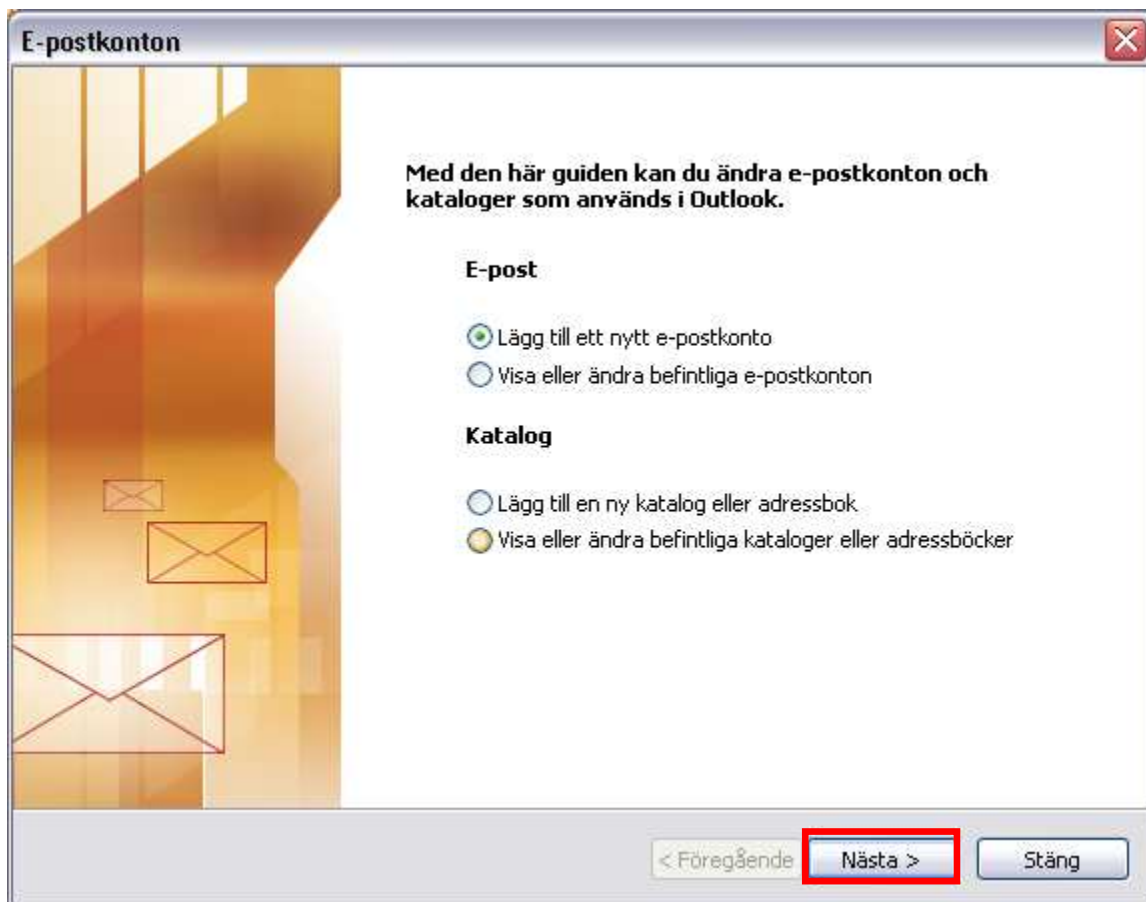 E-postkonton
Med den här guiden kan du ändra e-postkonton och
kataloger som används i Outlook.
E-post
Lägg till ett nytt e-postkonto
Visa eller ändra befintliga e-postkonton
Katalog
Lägg till en ny katalog eller adressbok
Visa eller ändra befintliga kataloger eller adressböcker
< Föregående
Nästa >
Stäng